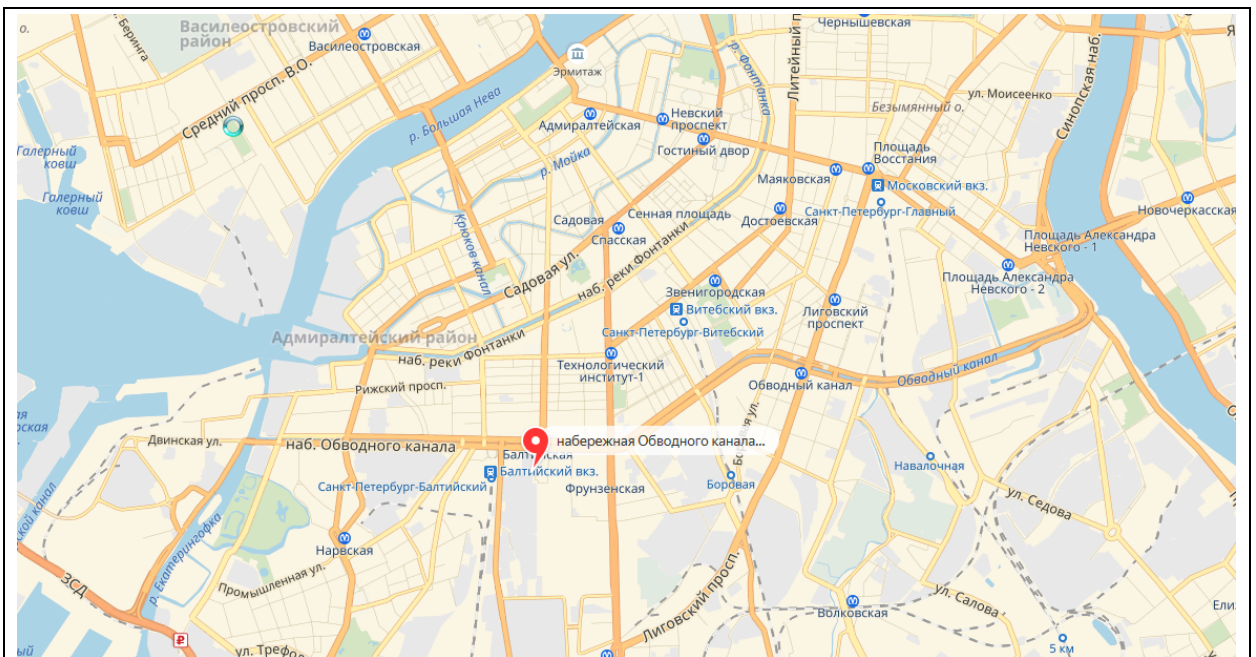 о.
Беринга
Василеостровский
район
Василеостровская
Средний просп. В.О.
Эрмитаж
р. Большая Нева
р. Фонтанка
Литейный п
Чернышевская
Я
ул. Моисеенко
Безымянный о.
Синопская наб.
Адмиралтейская
Невский
проспект
Гостиный двор
Площадь
Восстания
Маяковская
Московский вкз.
Санкт-Петербург-Главный
Новочеркасская
Галерный
ковш
Галерный
ковш
р. Мойка
Крюков канал
Садовая
Сенная площадь
Спасская
Достоевская
Площадь Александра
Невского - 1
Площадь Александра
Невского - 2
Садовая ул.
наб. реки Фонтанки
Звенигородская
Витебский вкз.
Санкт-Петербург-Витебский
Лиговский
проспект
Адмиралтейский район
наб. реки Фонтанки
Технологический
институт-1
Обводный канал
Обводный канал
Рижский просп.
Двинская ул.
наб. Обводного канала
набережная Обводного канала...
Балтийская
Балтийский вкз.
Санкт-Петербург-Балтийский
Фрунзенская
Боровая
Навалочная
ул. Седова
Нарвская
р. Екатерингофка
Промышленная ул.
ЗСД
Лиговский просп.
Волковская
ул. Салова
Ели
5 км
ул. Трефо
ый